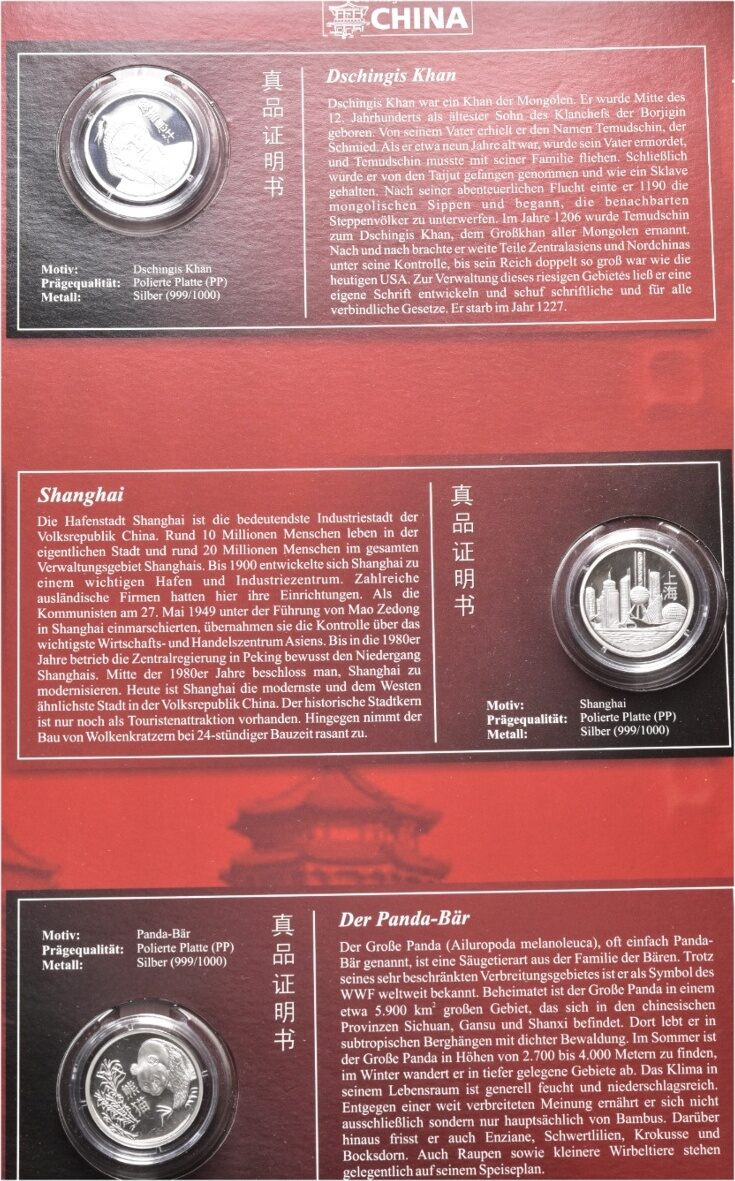 CHINA
真品证明书
Dschingis Khan
Dschingis Khan war ein Khan der Mongolen. Er wurde Mitte des
12. Jahrhunderts als ältester Sohn des Klanchefs der Borjigin
geboren. Von seinem Vater erhielt er den Namen Temudschin, der
Schmied. Als er etwa neun Jahre alt war, wurde sein Vater ermordet,
und Temudschin musste mit seiner Familie fliehen. Schließlich
wurde er von den Taijut gefangen genommen und wie ein Sklave
gehalten. Nach seiner abenteuerlichen Flucht einte er 1190 die
mongolischen Sippen und begann, die benachbarten
Steppenvölker zu unterwerfen. Im Jahre 1206 wurde Temudschin
zum Dschingis Khan, dem Großkhan aller Mongolen ernannt.
Nach und nach brachte er weite Teile Zentralasiens und Nordchinas
unter seine Kontrolle, bis sein Reich doppelt so groß war wie die
heutigen USA. Zur Verwaltung dieses riesigen Gebietes ließ er eine
eigene Schrift entwickeln und schuf schriftliche und für alle
verbindliche Gesetze. Er starb im Jahr 1227.
Motiv: Dschingis Khan
Prägequalität: Polierte Platte (PP)
Metall: Silber (999/1000)
Shanghai
Die Hafenstadt Shanghai ist die bedeutendste Industriestadt der
Volksrepublik China. Rund 10 Millionen Menschen leben in der
eigentlichen Stadt und rund 20 Millionen Menschen im gesamten
Verwaltungsgebiet Shanghais. Bis 1900 entwickelte sich Shanghai zu
einem wichtigen Hafen und Industriezentrum. Zahlreiche
ausländische Firmen hatten hier ihre Einrichtungen. Als die
Kommunisten am 27. Mai 1949 unter der Führung von Mao Zedong
in Shanghai einmarschierten, übernahmen sie die Kontrolle über das
wichtigste Wirtschafts- und Handelszentrum Asiens. Bis in die 1980er
Jahre betrieb die Zentralregierung in Peking bewusst den Niedergang
Shanghais. Mitte der 1980er Jahre beschloss man, Shanghai zu
modernisieren. Heute ist Shanghai die modernste und dem Westen
ähnlichste Stadt in der Volksrepublik China. Der historische Stadtkern
ist nur noch als Touristenattraktion vorhanden. Hingegen nimmt der
Bau von Wolkenkratzern bei 24-stündiger Bauzeit rasant zu.
真品证明书
上海
Motiv: Shanghai
Prägequalität: Polierte Platte (PP)
Metall: Silber (999/1000)
Motiv: Panda-Bär
Prägequalität: Polierte Platte (PP)
Metall: Silber (999/1000)
熊猫
真品证明书
Der Panda-Bär
Der Große Panda (Ailuropoda melanoleuca), oft einfach Panda-
Bär genannt, ist eine Säugetierart aus der Familie der Bären. Trotz
seines sehr beschränkten Verbreitungsgebietes ist er als Symbol des
WWF weltweit bekannt. Beheimatet ist der Große Panda in einem
etwa 5.900 km² großen Gebiet, das sich in den chinesischen
Provinzen Sichuan, Gansu und Shanxi befindet. Dort lebt er in
subtropischen Berghängen mit dichter Bewaldung. Im Sommer ist
der Große Panda in Höhen von 2.700 bis 4.000 Metern zu finden,
im Winter wandert er in tiefer gelegene Gebiete ab. Das Klima in
seinem Lebensraum ist generell feucht und niederschlagsreich.
Entgegen einer weit verbreiteten Meinung ernährt er sich nicht
ausschließlich sondern nur hauptsächlich von Bambus. Darüber
hinaus frisst er auch Enziane, Schwertlilien, Krokusse und
Bocksdorn. Auch Raupen sowie kleinere Wirbeltiere stehen
gelegentlich auf seinem Speiseplan.